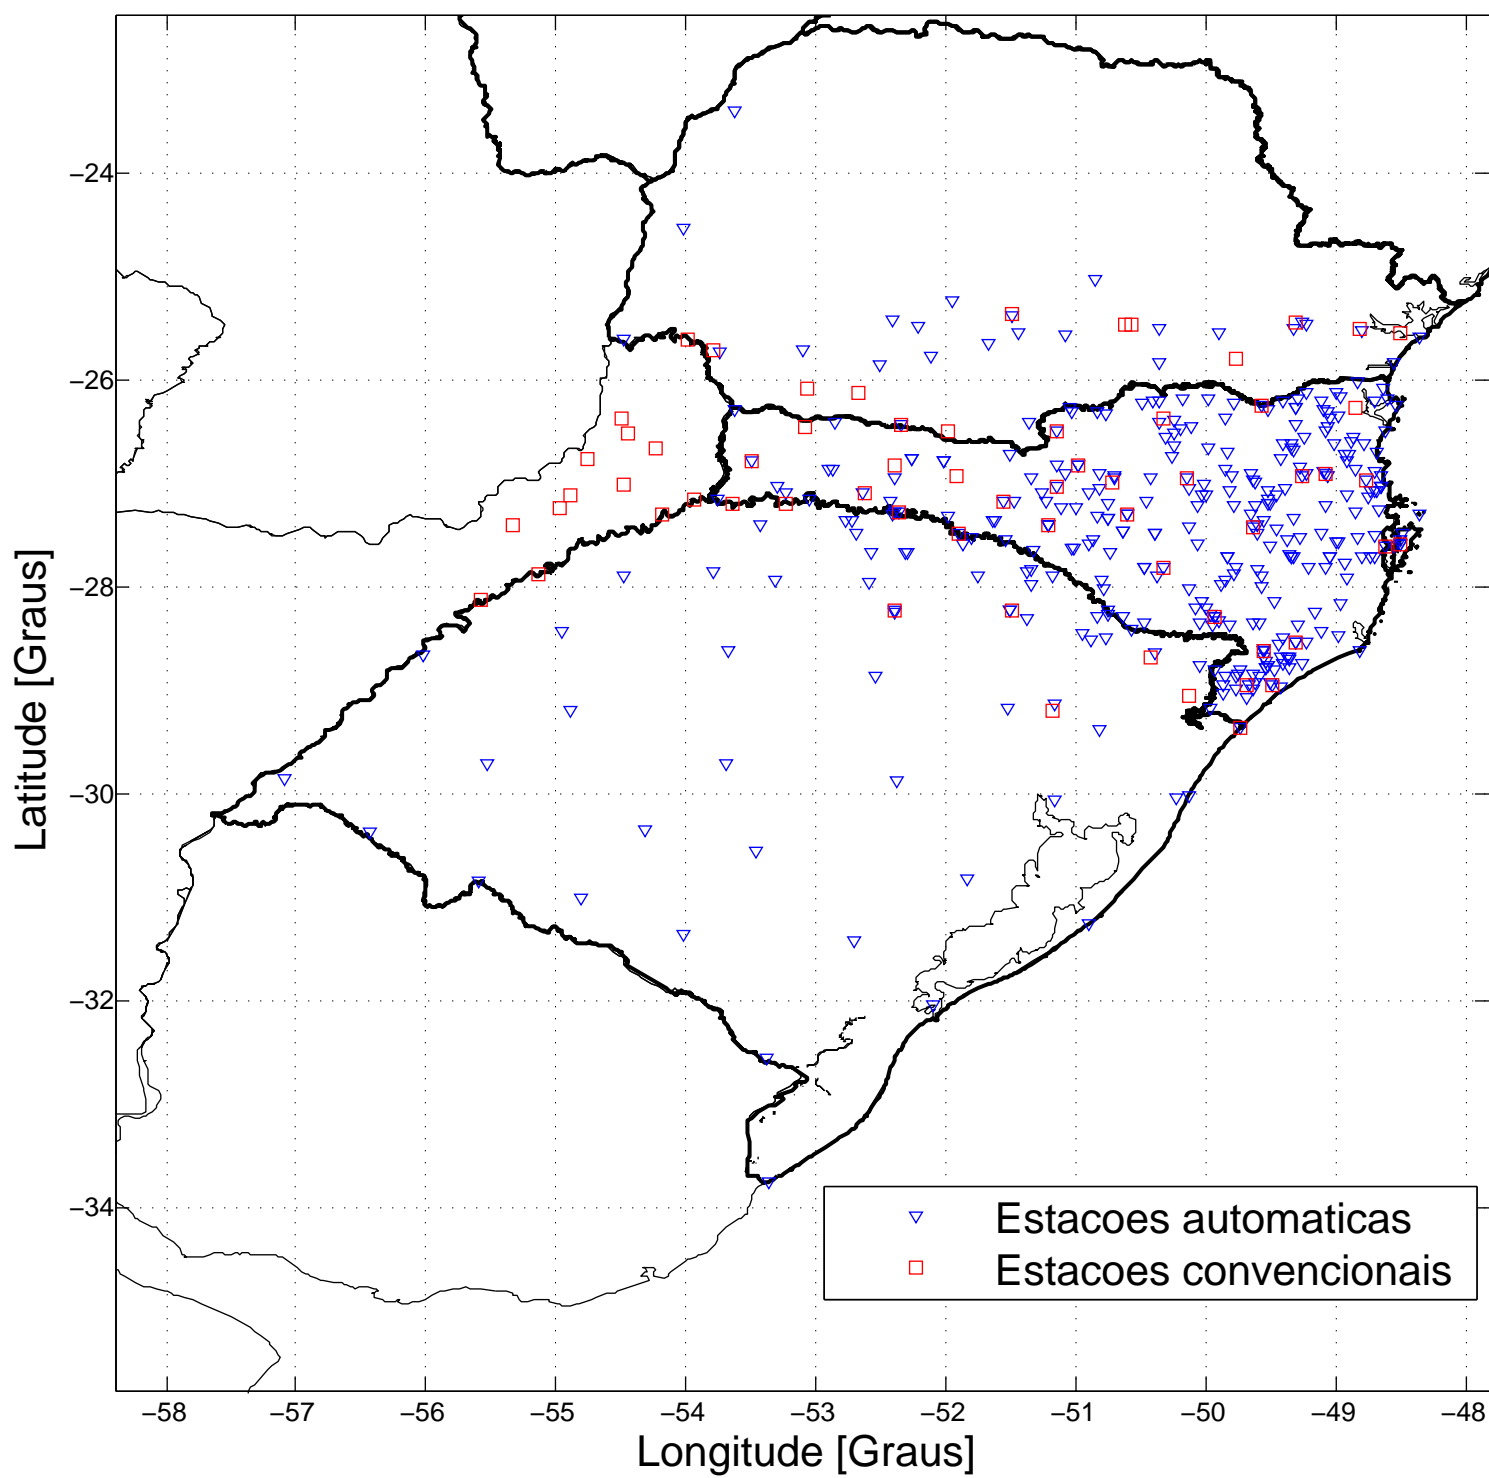 −24
−26
−28
−30
−32
−34
Latitude [Graus]
Estacoes automaticas
Estacoes convencionais
−58 −57 −56 −55 −54 −53 −52 −51 −50 −49 −48
Longitude [Graus]